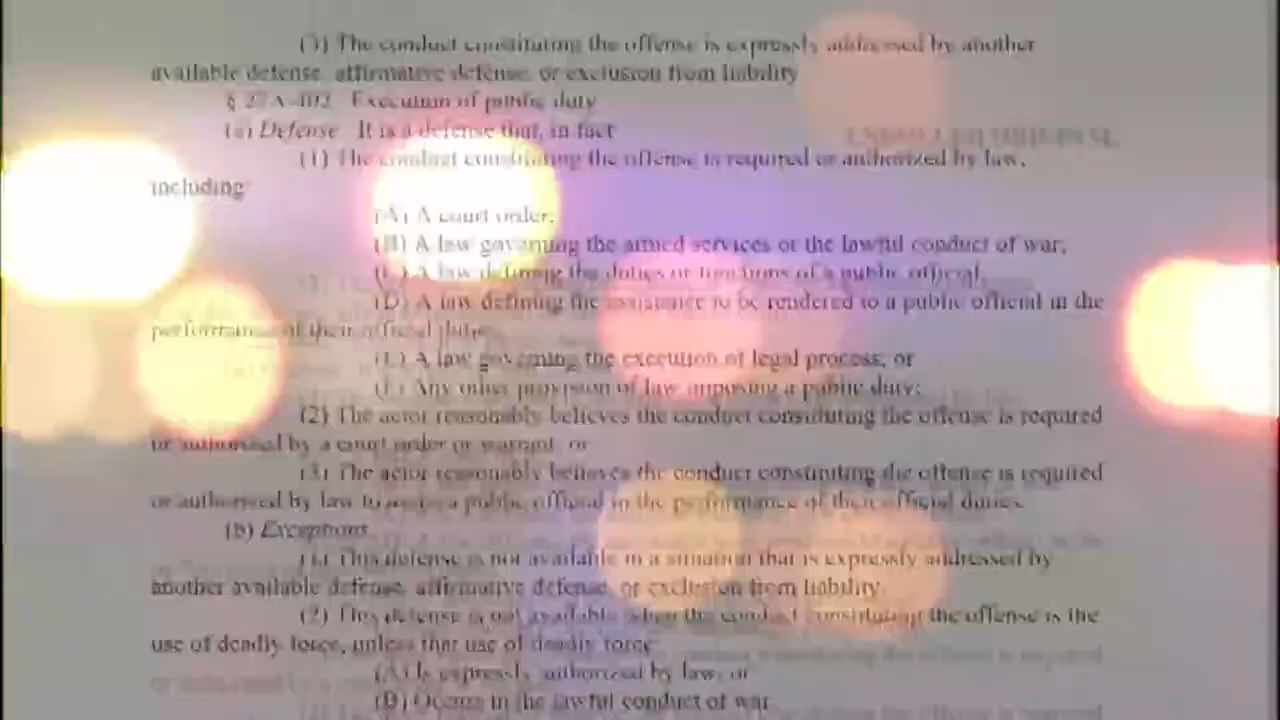 (3) The conduct constituting the offense is expressly addressed by another
available defense, affirmative defense, or exclusion from liability
§ 22A-402. Execution of public duty
(a) Defense. It is a defense that, in fact
ENROLLED ORIGINAL
(1) The conduct constituting the offense is required or authorized by law,
including
(A) A court order;
(B) A law governing the armed services or the lawful conduct of war;
(C) A law defining the duties or functions of a public official;
(D) A law defining the assistance to be rendered to a public official in the
performance of their official duties;
(E) A law governing the execution of legal process; or
(F) Any other provision of law imposing a public duty;
(2) The actor reasonably believes the conduct constituting the offense is required
or authorized by a court order or warrant; or
(3) The actor reasonably believes the conduct constituting the offense is required
or authorized by law to assist a public official in the performance of their official duties.
(b) Exceptions.
(1) This defense is not available in a situation that is expressly addressed by
another available defense, affirmative defense, or exclusion from liability
(2) This defense is not available when the conduct constituting the offense is the
use of deadly force, unless that use of deadly force
(A) Is expressly authorized by law; or
(B) Occurs in the lawful conduct of war